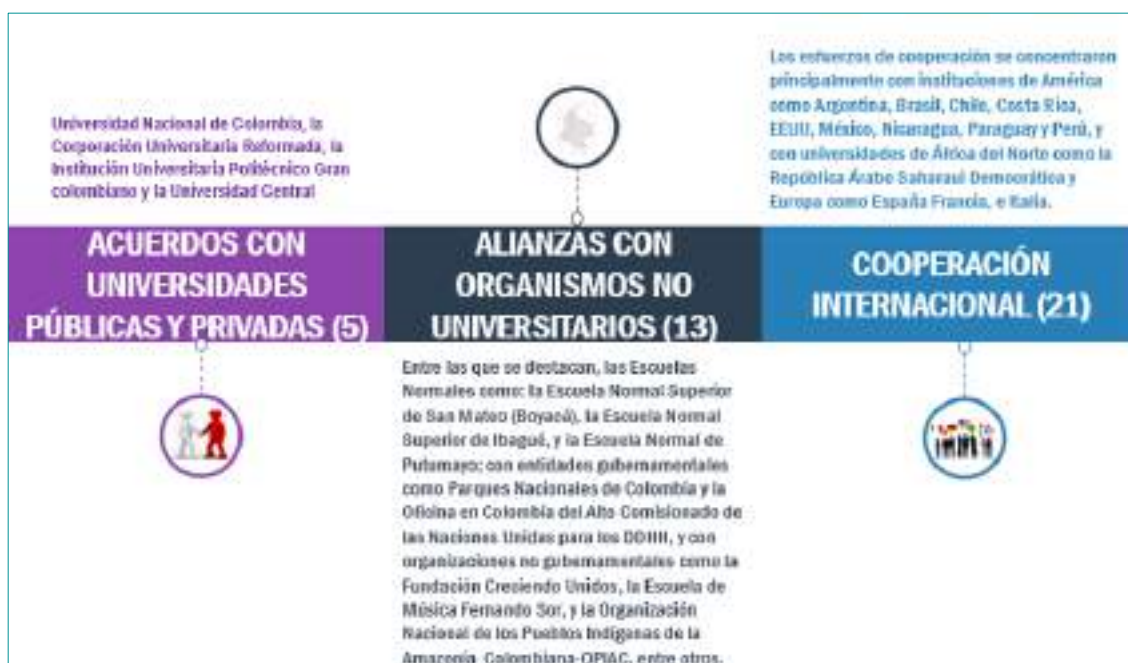 Universidad Nacional de Colombia, la
Corporación Universitaria Reformada, la
Institución Universitaria Politécnico Gran
colombiano y la Universidad Central
ACUERDOS CON
UNIVERSIDADES
PÚBLICAS Y PRIVADAS (5)
ALIANZAS CON
ORGANISMOS NO
UNIVERSITARIOS (13)
Entre las que se destacan, las Escuelas
Normales como: la Escuela Normal Superior
de San Mateo (Boyacá), la Escuela Normal
Superior de Ibagué, y la Escuela Normal de
Putumayo; con entidades gubernamentales
como Parques Nacionales de Colombia y la
Oficina en Colombia del Alto Comisionado de
las Naciones Unidas para los DDHH, y con
organizaciones no gubernamentales como la
Fundación Creciendo Unidos, la Escuela de
Música Fernando Sor, y la Organización
Nacional de los Pueblos Indígenas de la
Amazonía Colombiana-OPIAC, entre otros.
Los esfuerzos de cooperación se concentraron
principalmente con instituciones de América
como Argentina, Brasil, Chile, Costa Rica,
EEUU, México, Nicaragua, Paraguay y Perú, y
con universidades de África del Norte como la
República Árabe Saharaui Democrática y
Europa como España Francia, e Italia.
COOPERACIÓN
INTERNACIONAL (21)